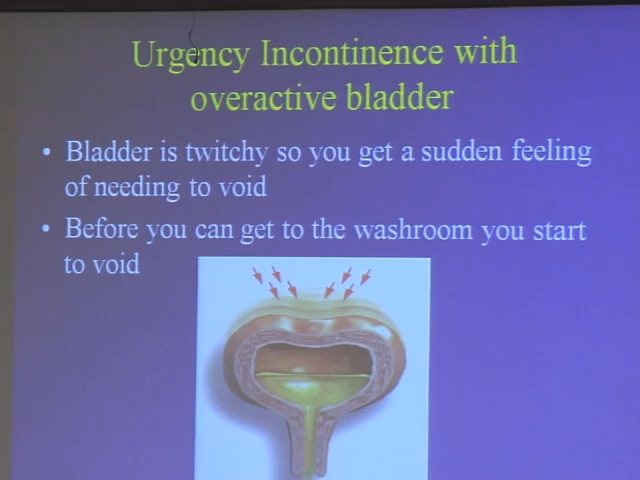 Urgency Incontinence with
overactive bladder
• Bladder is twitchy so you get a sudden feeling
of needing to void
• Before you can get to the washroom you start
to void